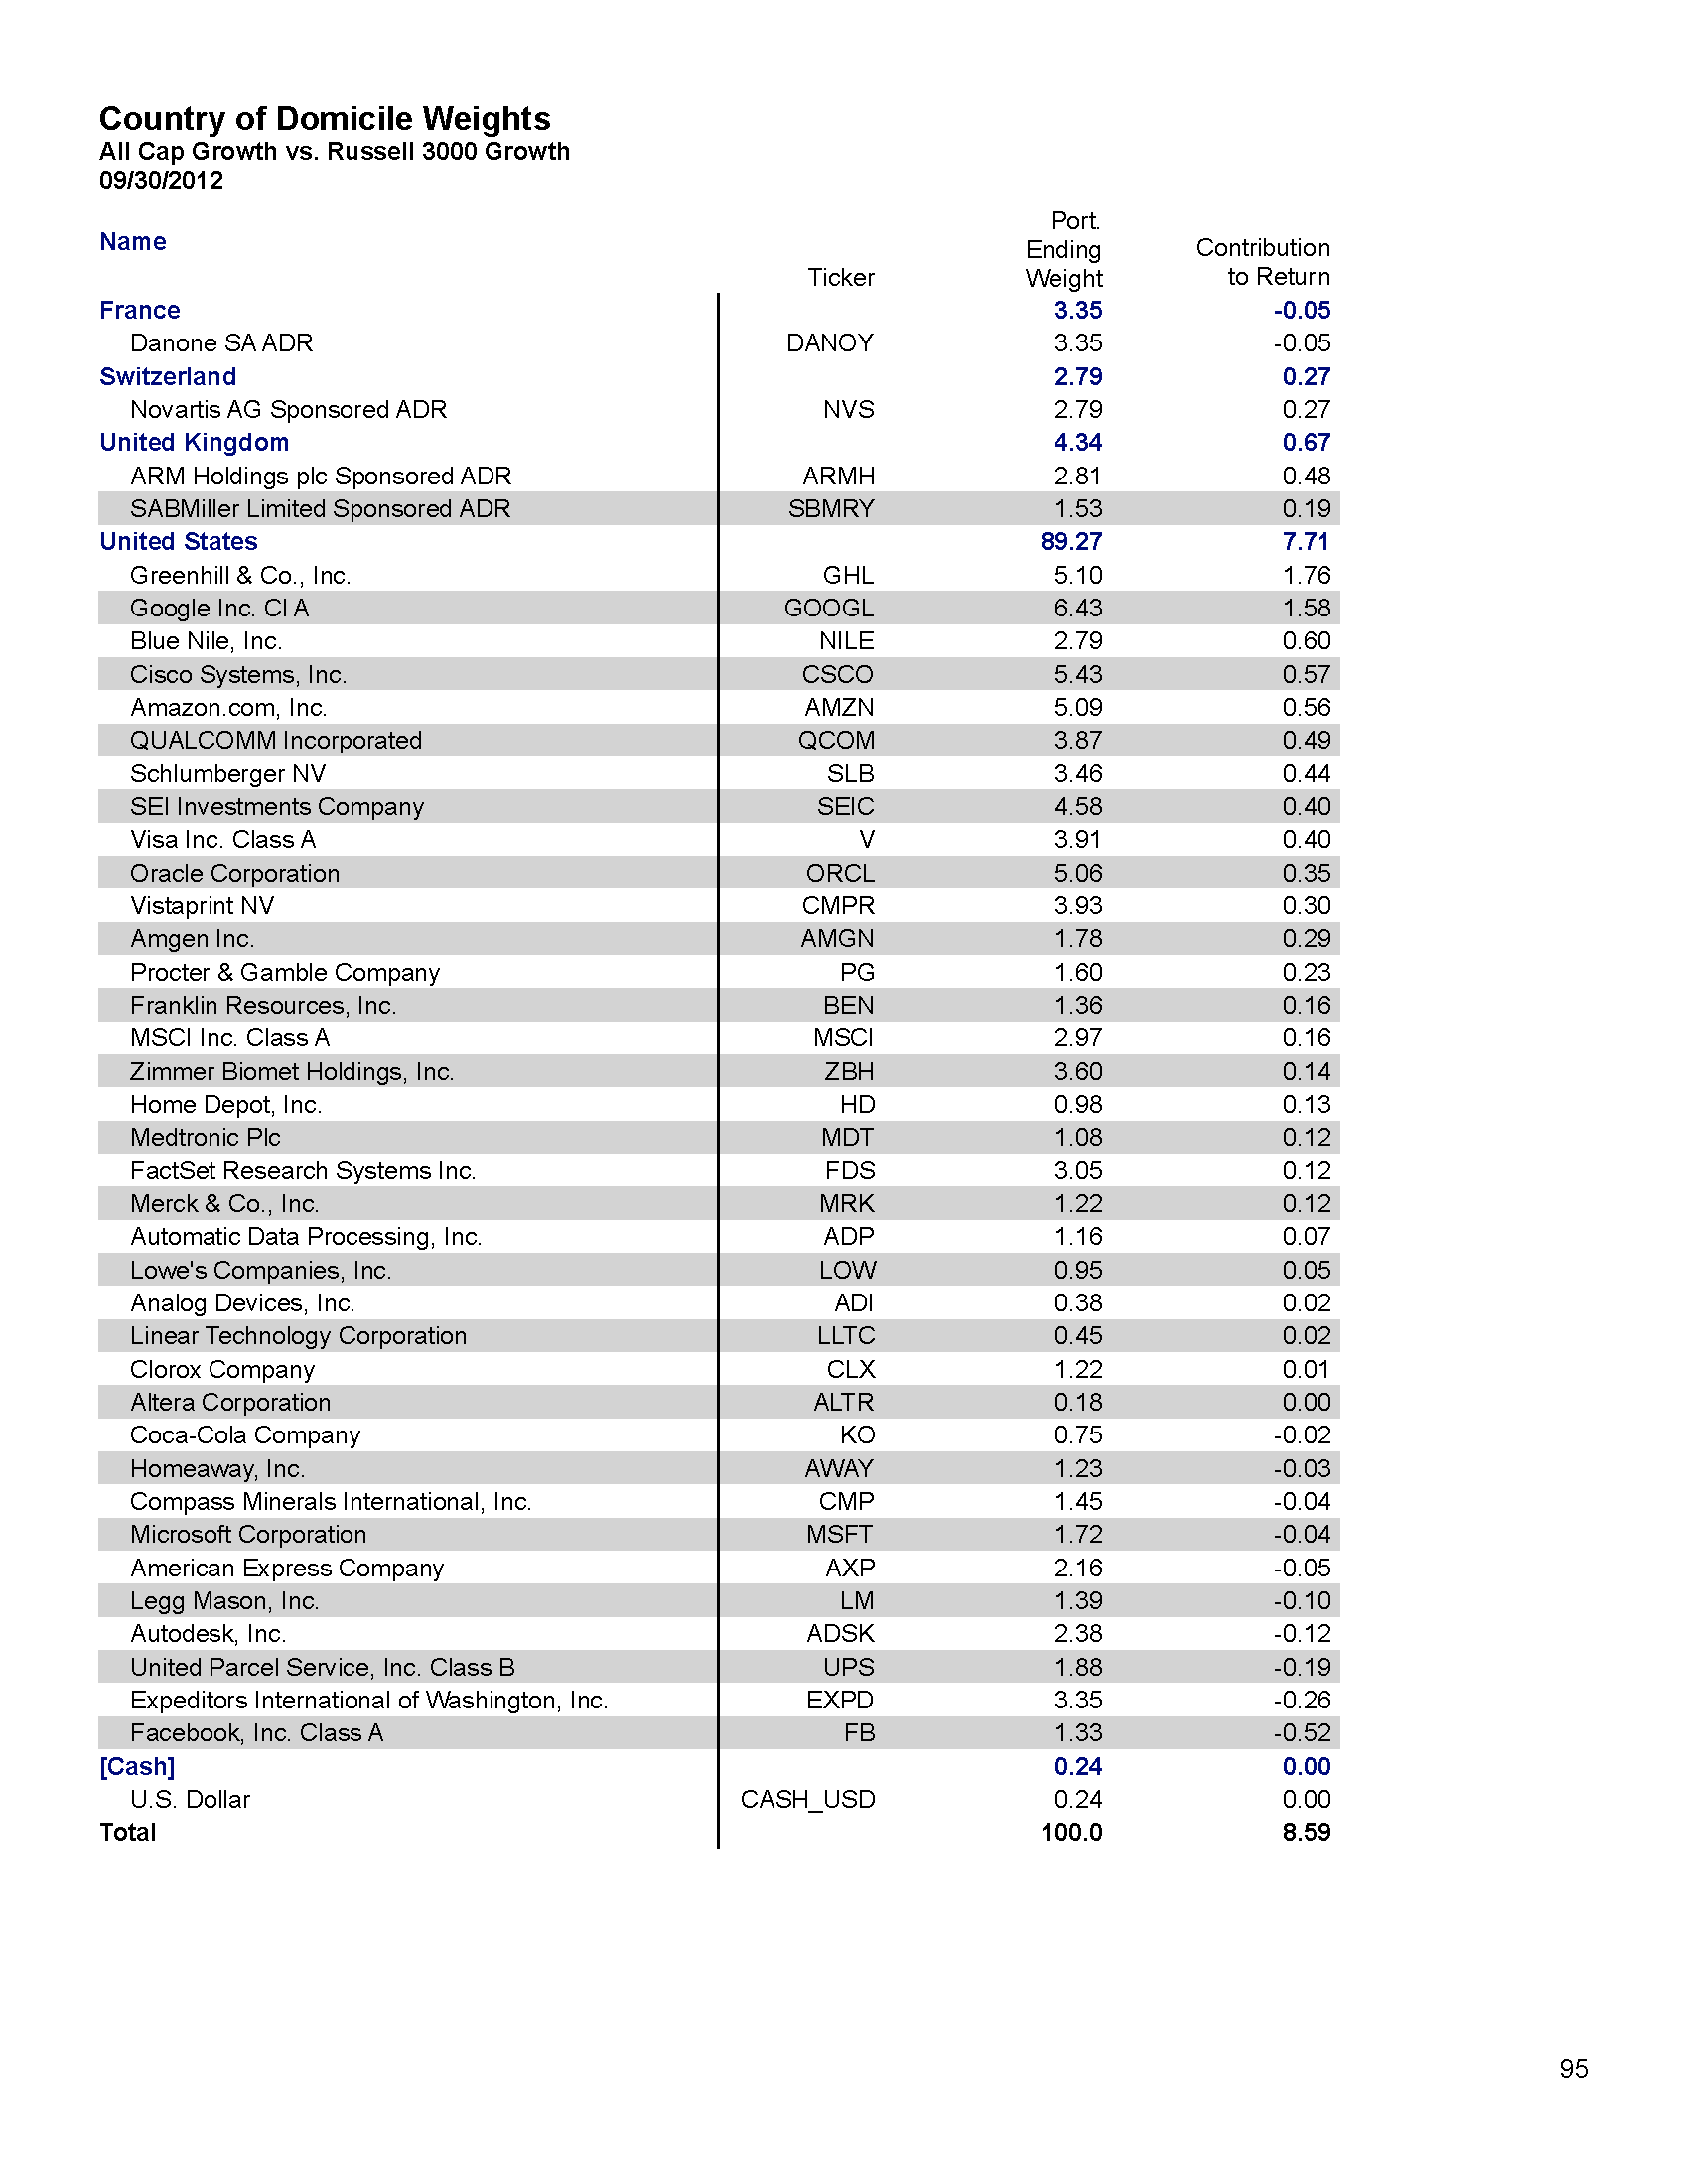 Country of Domicile Weights
All Cap Growth vs. Russell 3000 Growth
09/30/2012
Name Ticker Port. Ending Weight Contribution to Return
France 3.35 -0.05
Danone SA ADR DANOY 3.35 -0.05
Switzerland 2.79 0.27
Novartis AG Sponsored ADR NVS 2.79 0.27
United Kingdom 4.34 0.67
ARM Holdings plc Sponsored ADR ARMH 2.81 0.48
SABMiller Limited Sponsored ADR SBMRY 1.53 0.19
United States 89.27 7.71
Greenhill & Co., Inc. GHL 5.10 1.76
Google Inc. Cl A GOOGL 6.43 1.58
Blue Nile, Inc. NILE 2.79 0.60
Cisco Systems, Inc. CSCO 5.43 0.57
Amazon.com, Inc. AMZN 5.09 0.56
QUALCOMM Incorporated QCOM 3.87 0.49
Schlumberger NV SLB 3.46 0.44
SEI Investments Company SEIC 4.58 0.40
Visa Inc. Class A V 3.91 0.40
Oracle Corporation ORCL 5.06 0.35
Vistaprint NV CMPR 3.93 0.30
Amgen Inc. AMGN 1.78 0.29
Procter & Gamble Company PG 1.60 0.23
Franklin Resources, Inc. BEN 1.36 0.16
MSCI Inc. Class A MSCI 2.97 0.16
Zimmer Biomet Holdings, Inc. ZBH 3.60 0.14
Home Depot, Inc. HD 0.98 0.13
Medtronic Plc MDT 1.08 0.12
FactSet Research Systems Inc. FDS 3.05 0.12
Merck & Co., Inc. MRK 1.22 0.12
Automatic Data Processing, Inc. ADP 1.16 0.07
Lowe's Companies, Inc. LOW 0.95 0.05
Analog Devices, Inc. ADI 0.38 0.02
Linear Technology Corporation LLTC 0.45 0.02
Clorox Company CLX 1.22 0.01
Altera Corporation ALTR 0.18 0.00
Coca-Cola Company KO 0.75 -0.02
Homeaway, Inc. AWAY 1.23 -0.03
Compass Minerals International, Inc. CMP 1.45 -0.04
Microsoft Corporation MSFT 1.72 -0.04
American Express Company AXP 2.16 -0.05
Legg Mason, Inc. LM 1.39 -0.10
Autodesk, Inc. ADSK 2.38 -0.12
United Parcel Service, Inc. Class B UPS 1.88 -0.19
Expeditors International of Washington, Inc. EXPD 3.35 -0.26
Facebook, Inc. Class A FB 1.33 -0.52
[Cash] 0.24 0.00
U.S. Dollar CASH_USD 0.24 0.00
Total 100.0 8.59
95